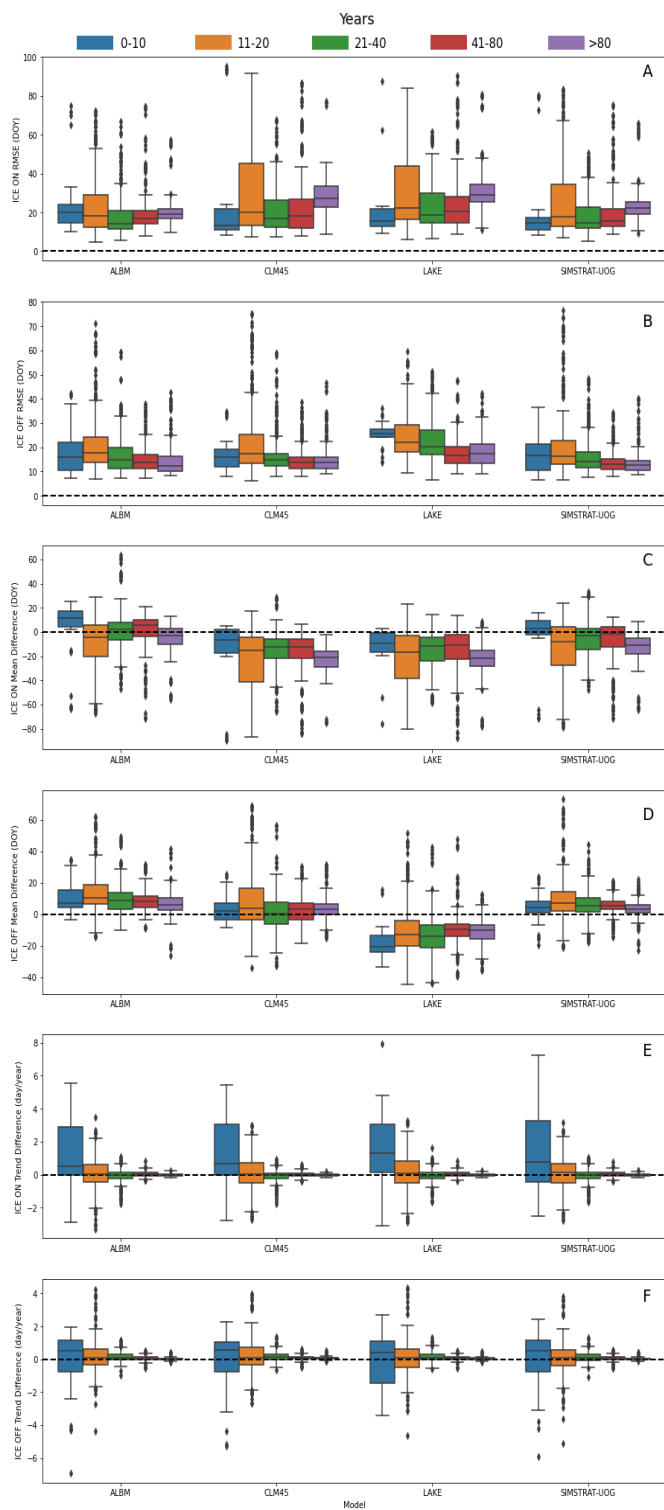 Years
0-10 11-20 21-40 41-80 >80
A
ICE ON RMSE (DOY)
100
80
60
40
20
0
ALBM CLM45 LAKE SIMSTRAT-UOG
B
ICE OFF RMSE (DOY)
80
70
60
50
40
30
20
10
0
ALBM CLM45 LAKE SIMSTRAT-UOG
C
ICE ON Mean Difference (DOY)
60
40
20
0
−20
−40
−60
−80
ALBM CLM45 LAKE SIMSTRAT-UOG
D
ICE OFF Mean Difference (DOY)
60
40
20
0
−20
−40
ALBM CLM45 LAKE SIMSTRAT-UOG
E
ICE ON Trend Difference (day/year)
8
6
4
2
0
−2
ALBM CLM45 LAKE SIMSTRAT-UOG
F
ICE OFF Trend Difference (day/year)
4
2
0
−2
−4
−6
ALBM CLM45 LAKE SIMSTRAT-UOG
Model